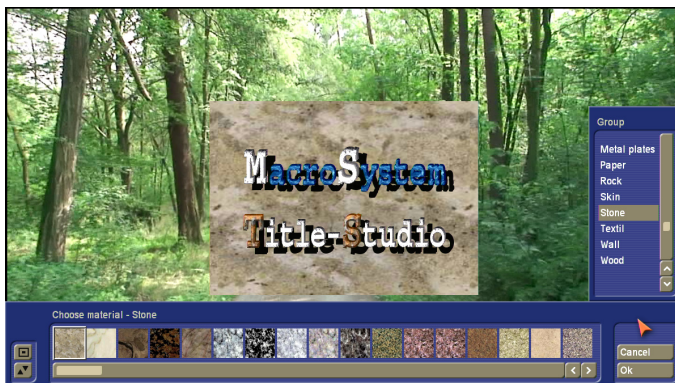 MacroSystem
Title-Studio
Group
Metal plates
Paper
Rock
Skin
Stone
Textil
Wall
Wood
Choose material - Stone
Cancel
Ok